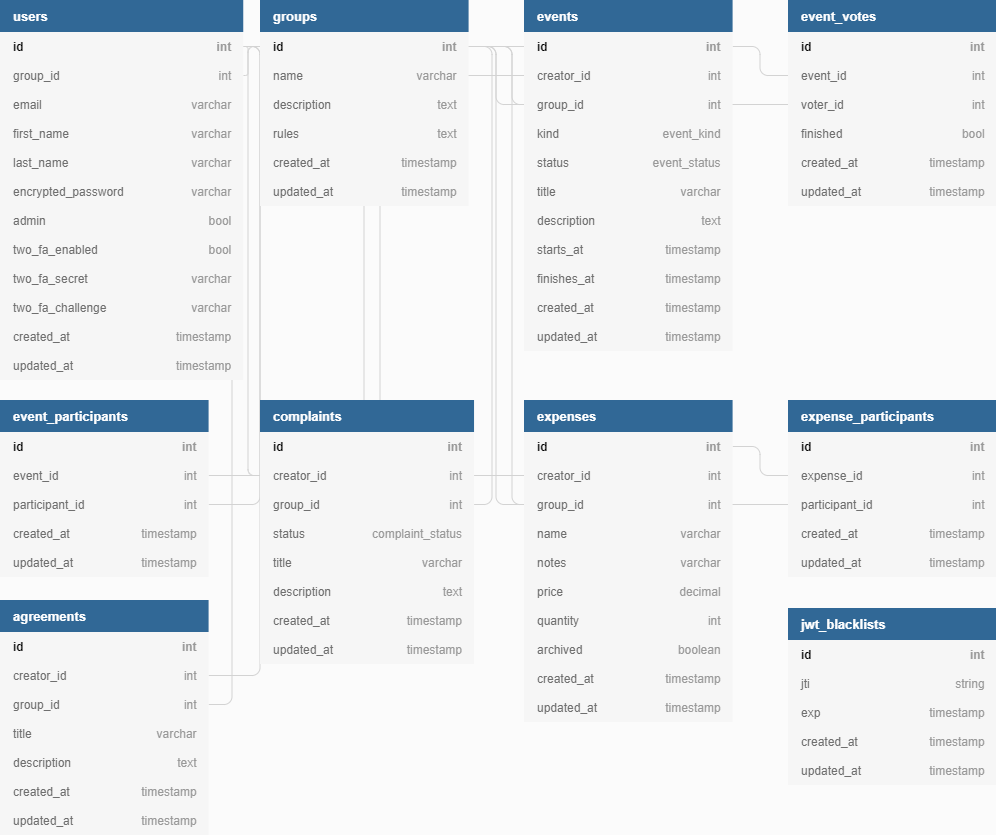 users
id int
group_id int
email varchar
first_name varchar
last_name varchar
encrypted_password varchar
admin bool
two_fa_enabled bool
two_fa_secret varchar
two_fa_challenge varchar
created_at timestamp
updated_at timestamp
groups
id int
name varchar
description text
rules text
created_at timestamp
updated_at timestamp
events
id int
creator_id int
group_id int
kind event_kind
status event_status
title varchar
description text
starts_at timestamp
finishes_at timestamp
created_at timestamp
updated_at timestamp
event_votes
id int
event_id int
voter_id int
finished bool
created_at timestamp
updated_at timestamp
event_participants
id int
event_id int
participant_id int
created_at timestamp
updated_at timestamp
complaints
id int
creator_id int
group_id int
status complaint_status
title varchar
description text
created_at timestamp
updated_at timestamp
expenses
id int
creator_id int
group_id int
name varchar
notes varchar
price decimal
quantity int
archived boolean
created_at timestamp
updated_at timestamp
expense_participants
id int
expense_id int
participant_id int
created_at timestamp
updated_at timestamp
agreements
id int
creator_id int
group_id int
title varchar
description text
created_at timestamp
updated_at timestamp
jwt_blacklists
id int
jti string
exp timestamp
created_at timestamp
updated_at timestamp